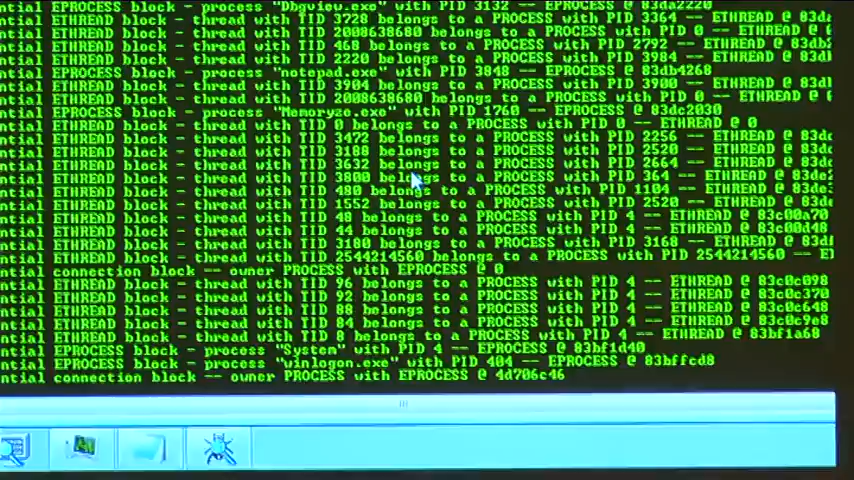 ntial EPROCESS block - process "Dbgview.exe" with PID 3132 -- EPROCESS @ 83da2220
ntial ETHREAD block - thread with TID 3728 belongs to a PROCESS with PID 3364 -- ETHREAD @ 83da
ntial ETHREAD block - thread with TID 2008638680 belongs to a PROCESS with PID 0 -- ETHREAD @
ntial ETHREAD block - thread with TID 468 belongs to a PROCESS with PID 2792 -- ETHREAD @ 83db2
ntial ETHREAD block - thread with TID 2220 belongs to a PROCESS with PID 3984 -- ETHREAD @ 83d
ntial EPROCESS block - process "notepad.exe" with PID 3848 -- EPROCESS @ 83db4268
ntial ETHREAD block - thread with TID 3904 belongs to a PROCESS with PID 3900 -- ETHREAD @ 83d
ntial ETHREAD block - thread with TID 2008638680 belongs to a PROCESS with PID 0 -- ETHREAD @ 0
ntial EPROCESS block - process "Memoryze.exe" with PID 1760 -- EPROCESS @ 83de2030
ntial ETHREAD block - thread with TID 0 belongs to a PROCESS with PID 0 -- ETHREAD @ 0
ntial ETHREAD block - thread with TID 3472 belongs to a PROCESS with PID 2256 -- ETHREAD @ 83d
ntial ETHREAD block - thread with TID 3188 belongs to a PROCESS with PID 2520 -- ETHREAD @ 83d
ntial ETHREAD block - thread with TID 3632 belongs to a PROCESS with PID 2664 -- ETHREAD @ 83d
ntial ETHREAD block - thread with TID 3800 belongs to a PROCESS with PID 364 -- ETHREAD @ 83de2
ntial ETHREAD block - thread with TID 480 belongs to a PROCESS with PID 1104 -- ETHREAD @ 83de3
ntial ETHREAD block - thread with TID 1552 belongs to a PROCESS with PID 2520 -- ETHREAD @ 83d
ntial ETHREAD block - thread with TID 48 belongs to a PROCESS with PID 4 -- ETHREAD @ 83c00a70
ntial ETHREAD block - thread with TID 44 belongs to a PROCESS with PID 4 -- ETHREAD @ 83c00d48
ntial ETHREAD block - thread with TID 3180 belongs to a PROCESS with PID 3168 -- ETHREAD @ 83d
ntial ETHREAD block - thread with TID 2544214560 belongs to a PROCESS with PID 2544214560 -- E
ntial connection block -- owner PROCESS with EPROCESS @ 0
ntial ETHREAD block - thread with TID 96 belongs to a PROCESS with PID 4 -- ETHREAD @ 83c0c098
ntial ETHREAD block - thread with TID 92 belongs to a PROCESS with PID 4 -- ETHREAD @ 83c0c370
ntial ETHREAD block - thread with TID 88 belongs to a PROCESS with PID 4 -- ETHREAD @ 83c0c648
ntial ETHREAD block - thread with TID 84 belongs to a PROCESS with PID 4 -- ETHREAD @ 83c0c9e8
ntial ETHREAD block - thread with TID 8 belongs to a PROCESS with PID 4 -- ETHREAD @ 83bf1a68
ntial EPROCESS block - process "System" with PID 4 -- EPROCESS @ 83bf1d40
ntial EPROCESS block - process "winlogon.exe" with PID 404 -- EPROCESS @ 83bffcd8
ntial connection block -- owner PROCESS with EPROCESS @ 4d706c46